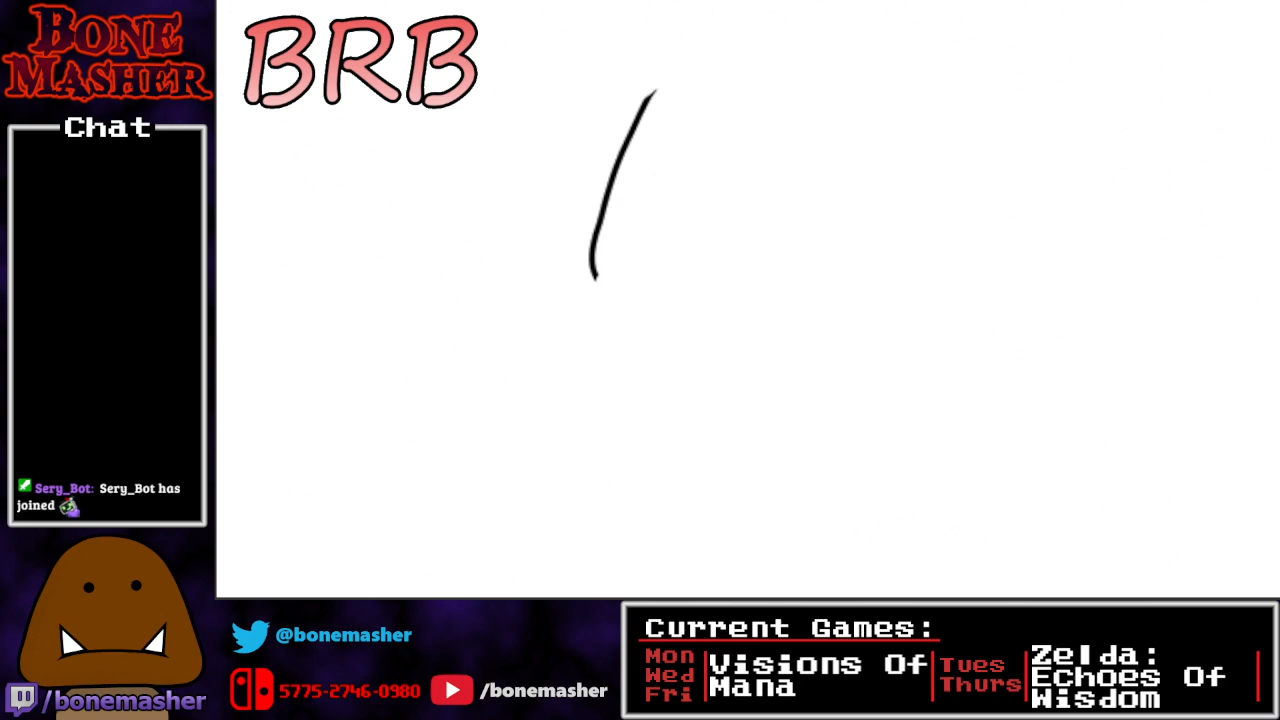 BONE
MASHER
BRB
Chat
Sery_Bot: Sery_Bot has
joined
/bonemasher
@bonemasher
5775-2746-0980
/bonemasher
Current Games:
Mon
Wed
Fri
Visions Of
Mana
Tues
Thurs
Zelda:
Echoes Of
Wisdom